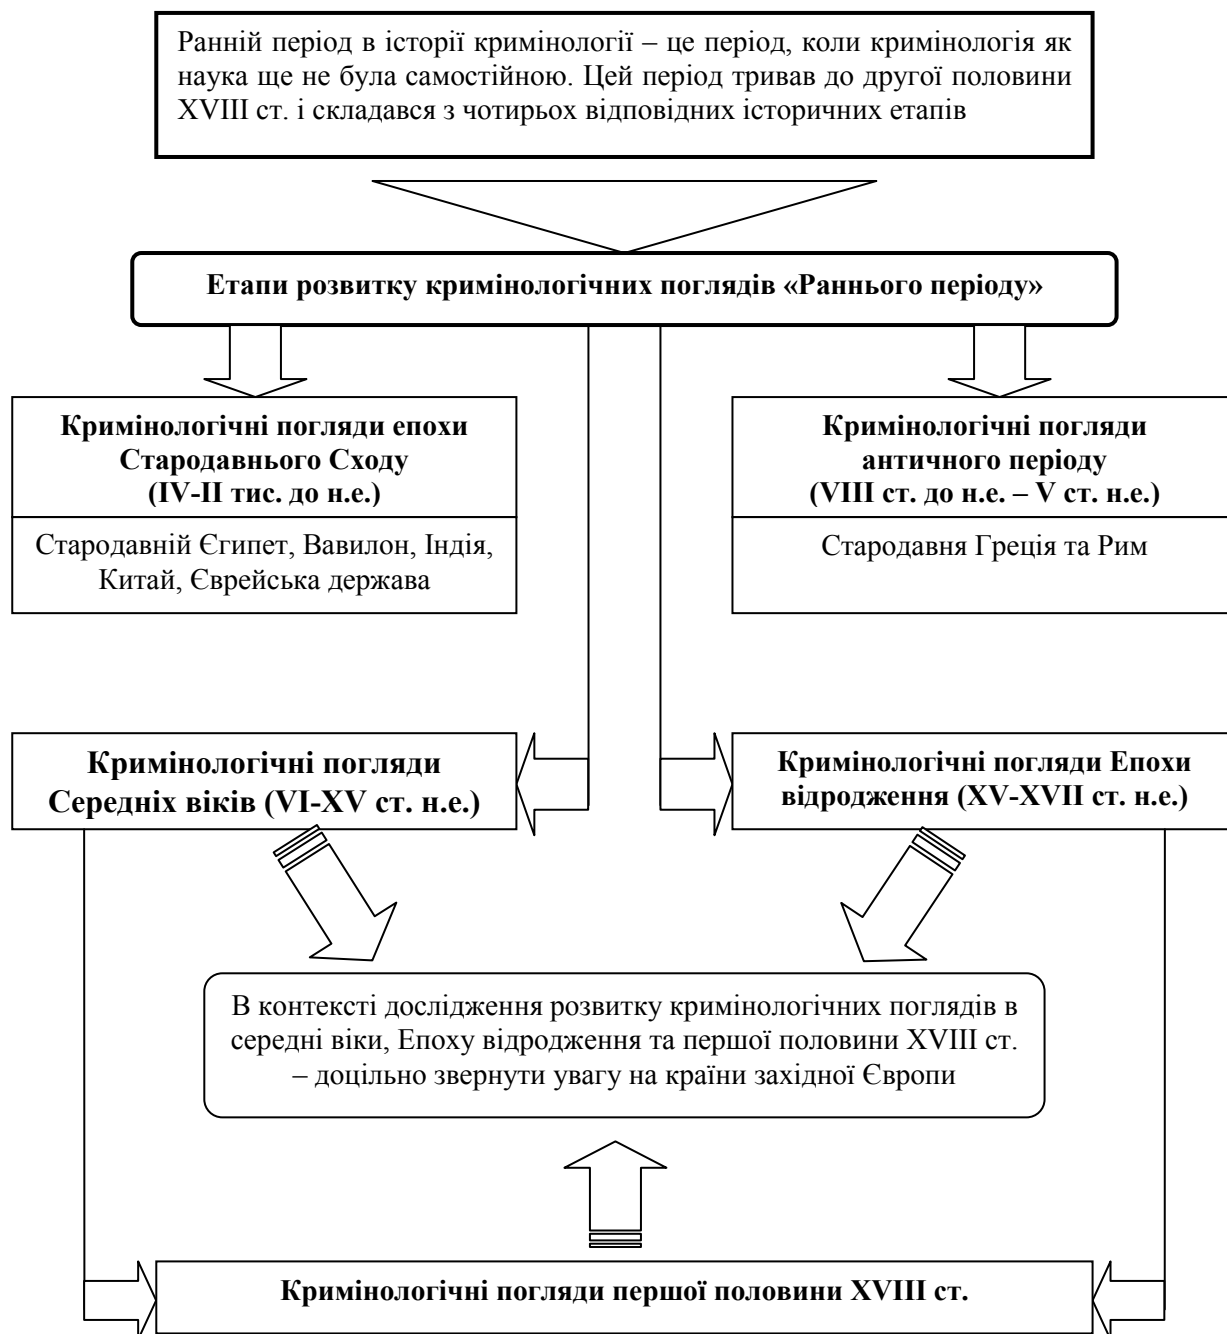 Ранній період в історії кримінології – це період, коли кримінологія як
наука ще не була самостійною. Цей період тривав до другої половини
XVIII ст. і складався з чотирьох відповідних історичних етапів
Етапи розвитку кримінологічних поглядів «Раннього періоду»
Кримінологічні погляди епохи
Стародавнього Сходу
(IV-II тис. до н.е.)
Стародавній Єгипет, Вавилон, Індія,
Китай, Єврейська держава
Кримінологічні погляди
античного періоду
(VIII ст. до н.е. – V ст. н.е.)
Стародавня Греція та Рим
Кримінологічні погляди
Середніх віків (VI-XV ст. н.е.)
Кримінологічні погляди Епохи
відродження (XV-XVII ст. н.е.)
В контексті дослідження розвитку кримінологічних поглядів в
середні віки, Епоху відродження та першої половини XVIII ст.
– доцільно звернути увагу на країни західної Європи
Кримінологічні погляди першої половини XVIII ст.